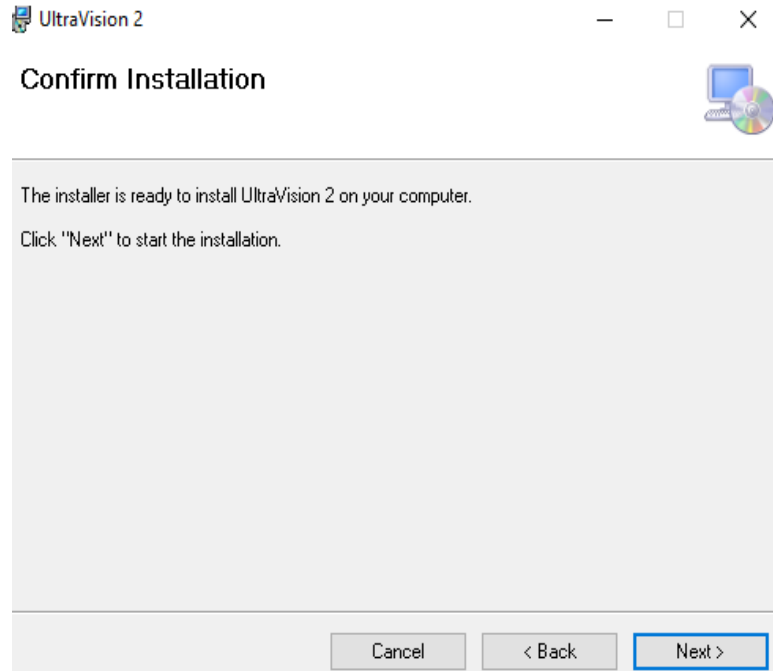 UltraVision 2
Confirm Installation
The installer is ready to install UltraVision 2 on your computer.
Click "Next" to start the installation.
Cancel
< Back
Next >